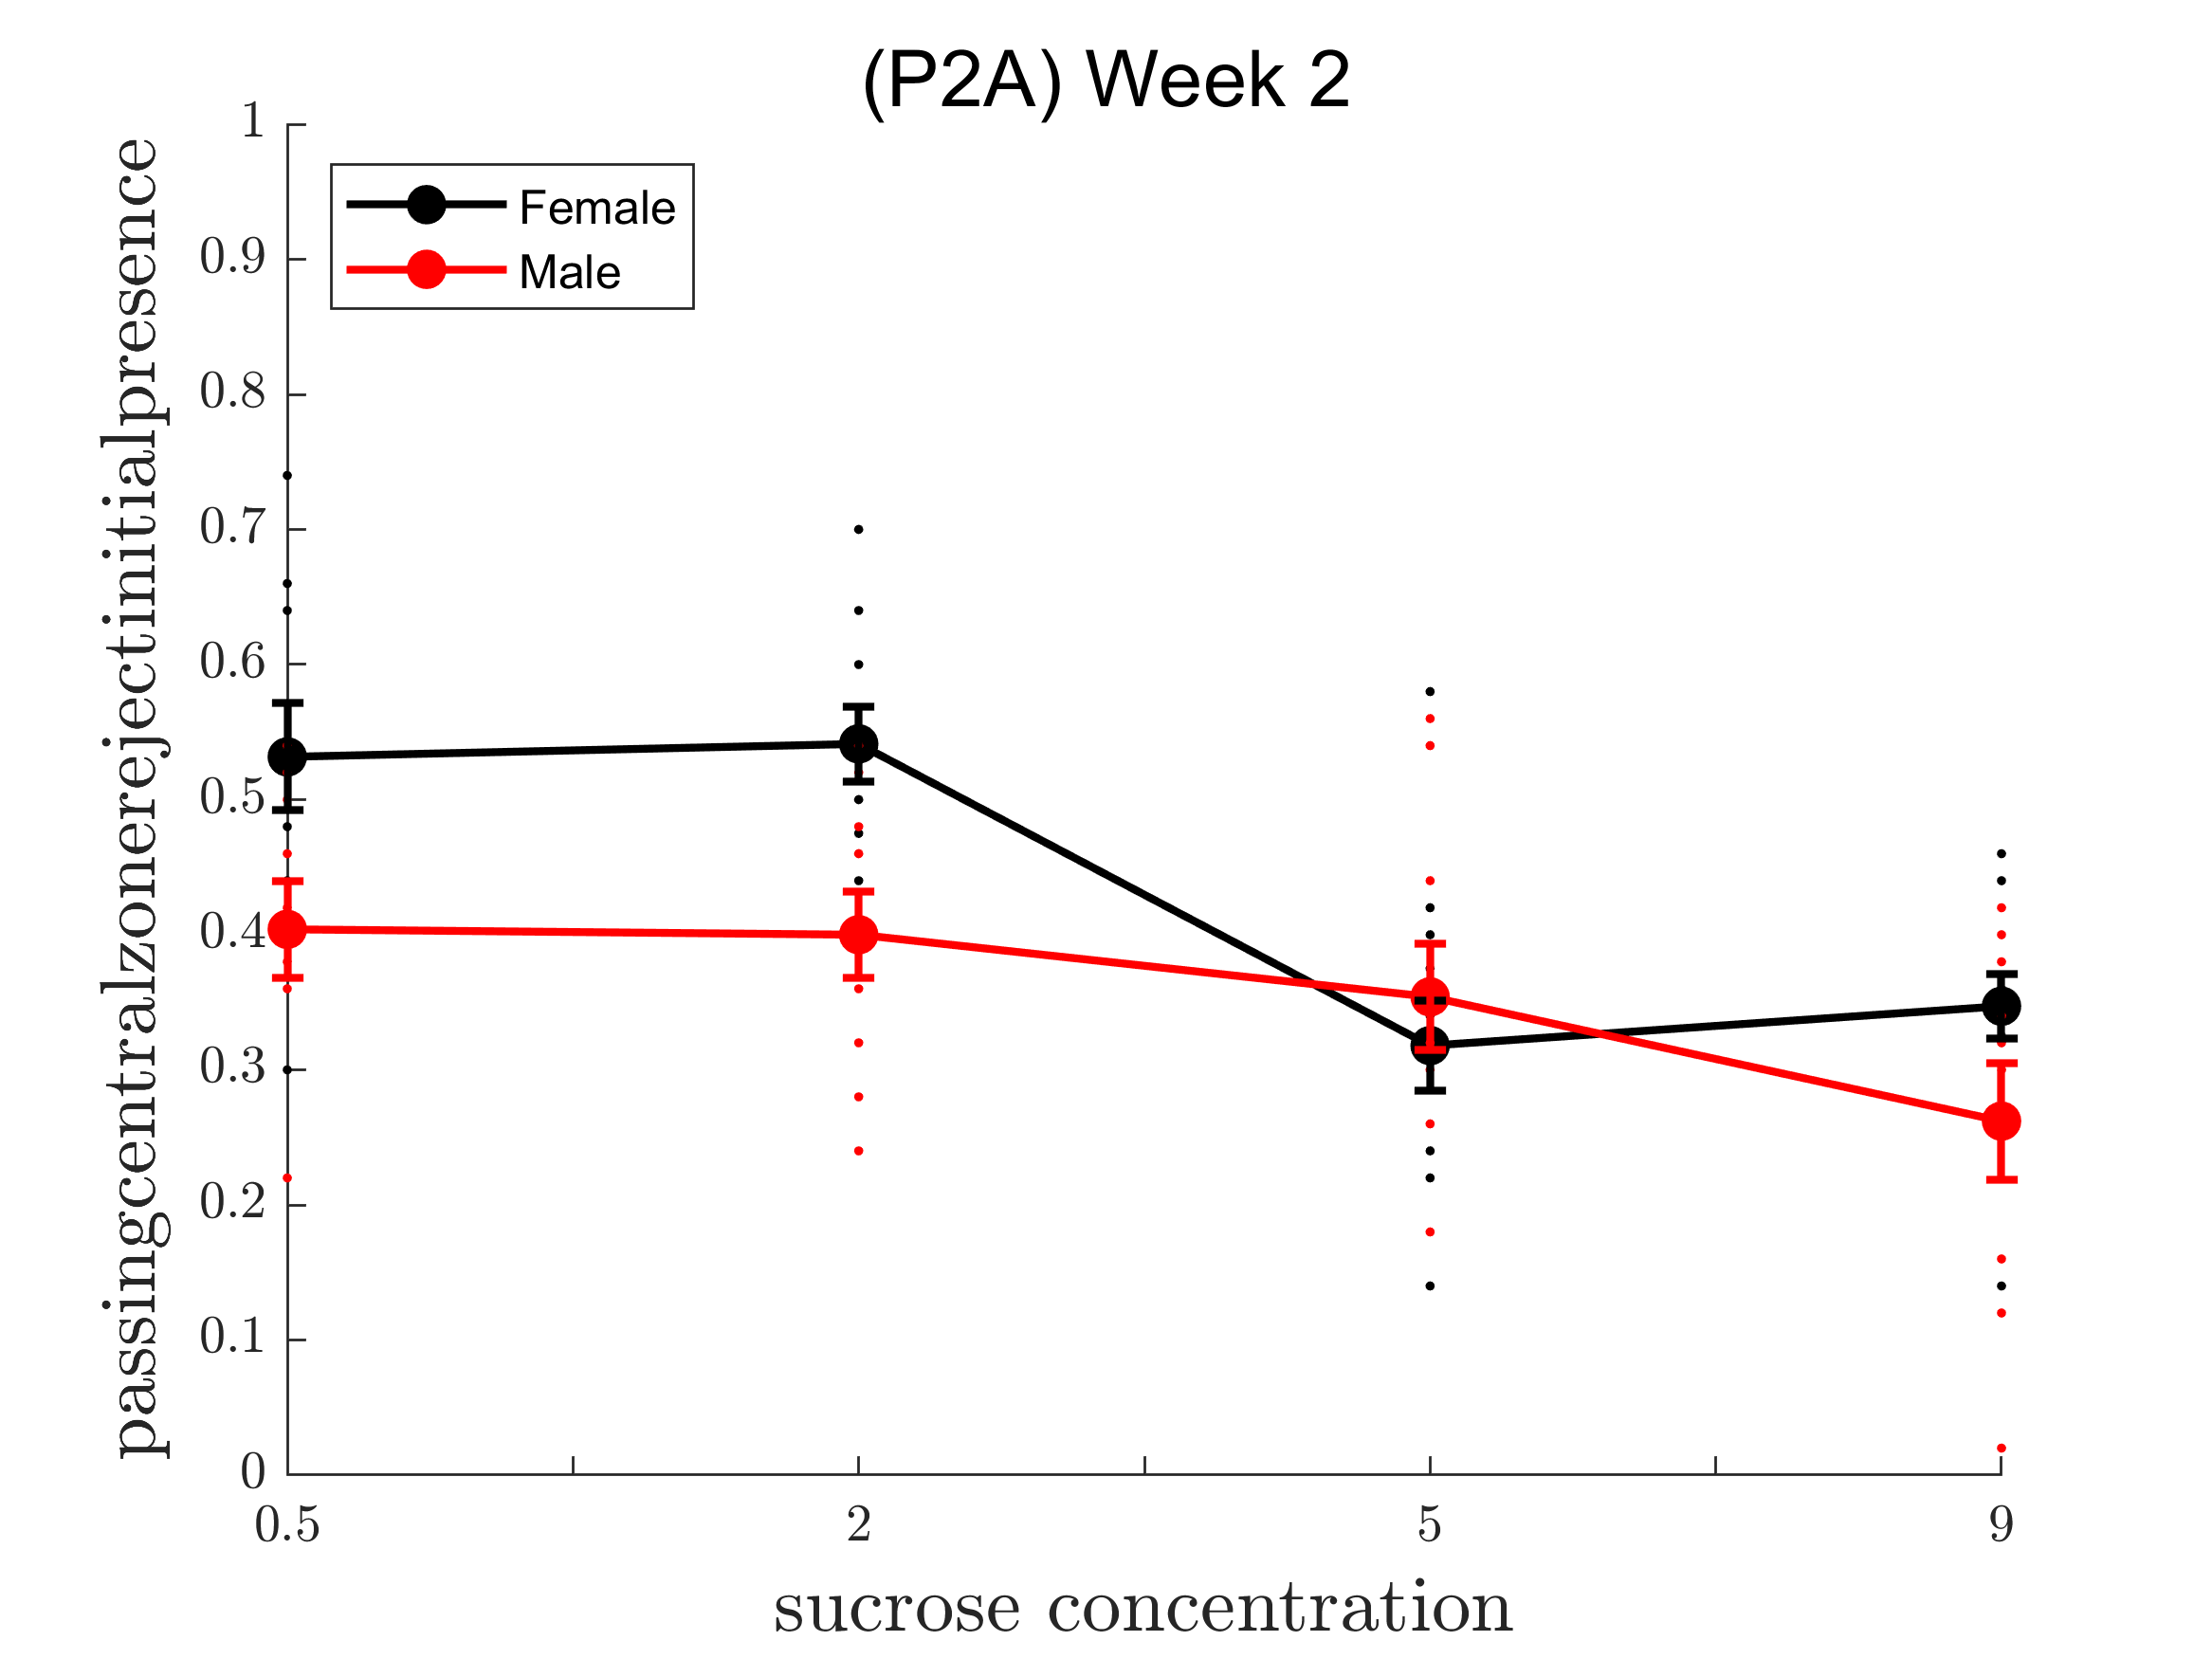 (P2A) Week 2
passingcentralzonerejectinitialpresence
1
0.9
0.8
0.7
0.6
0.5
0.4
0.3
0.2
0.1
0
Female
Male
0.5 2 5 9
sucrose concentration